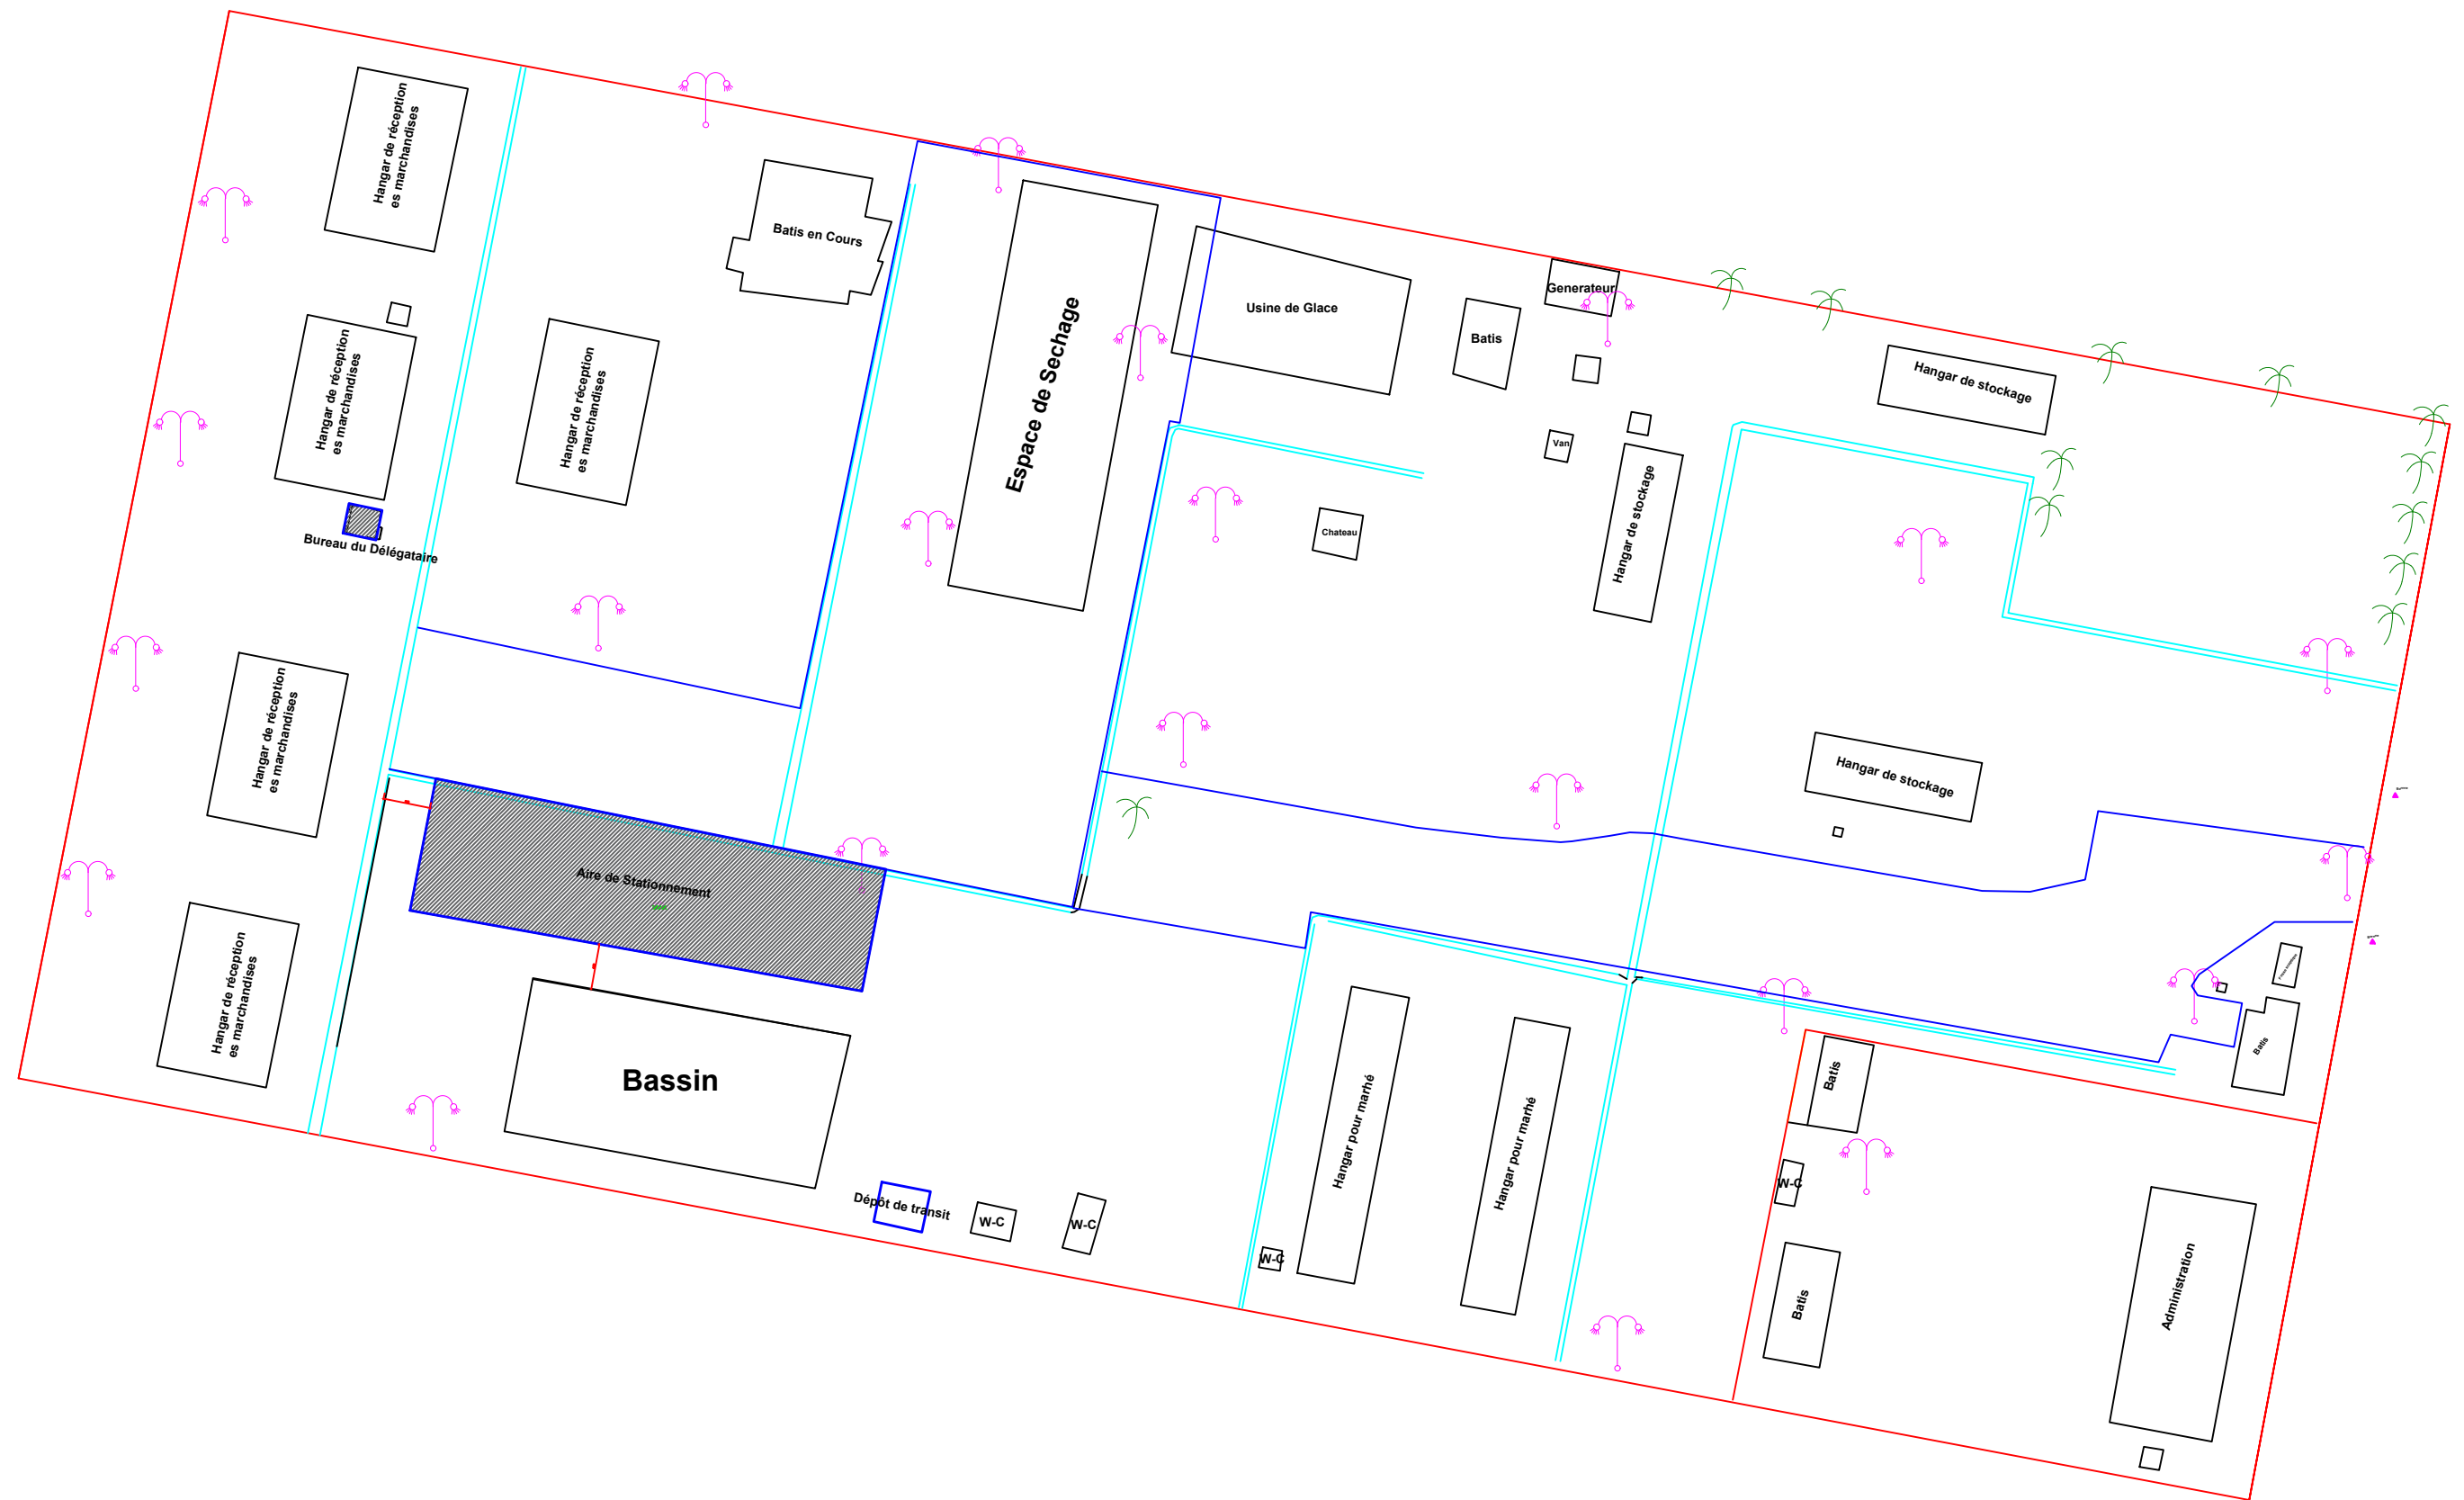 Hangar de réception
es marchandises
Batis en Cours
Hangar de réception
es marchandises
Hangar de réception
es marchandises
Bureau du Délégataire
Espace de Sechage
Usine de Glace
Generateur
Batis
Van
Chateau
Hangar de stockage
Hangar de stockage
Hangar de réception
es marchandises
Hangar de stockage
Aire de Stationnement
Hangar de réception
es marchandises
Bassin
Dépôt de transit
W-C
W-C
W-C
Hangar pour marhé
Hangar pour marhé
Batis
W-C
Batis
Batis
Administration